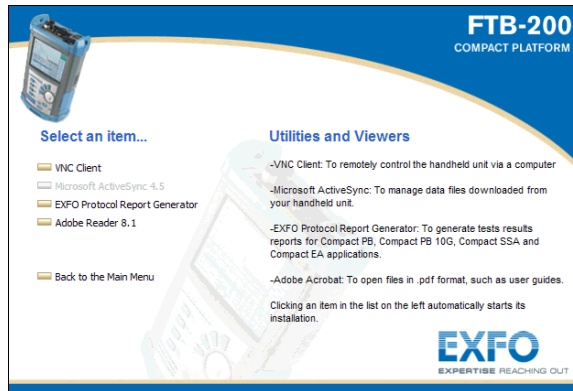 FTB-200
COMPACT PLATFORM
Select an item...
VNC Client
Microsoft ActiveSync 4.5
EXFO Protocol Report Generator
Adobe Reader 8.1
Back to the Main Menu
Utilities and Viewers
-VNC Client: To remotely control the handheld unit via a computer
-Microsoft ActiveSync: To manage data files downloaded from
your handheld unit.
-EXFO Protocol Report Generator: To generate tests results
reports for Compact PB, Compact PB 10G, Compact SSA and
Compact EA applications.
-Adobe Acrobat: To open files in .pdf format, such as user guides.
Clicking an item in the list on the left automatically starts its
installation.
EXFO
EXPERTISE REACHING OUT